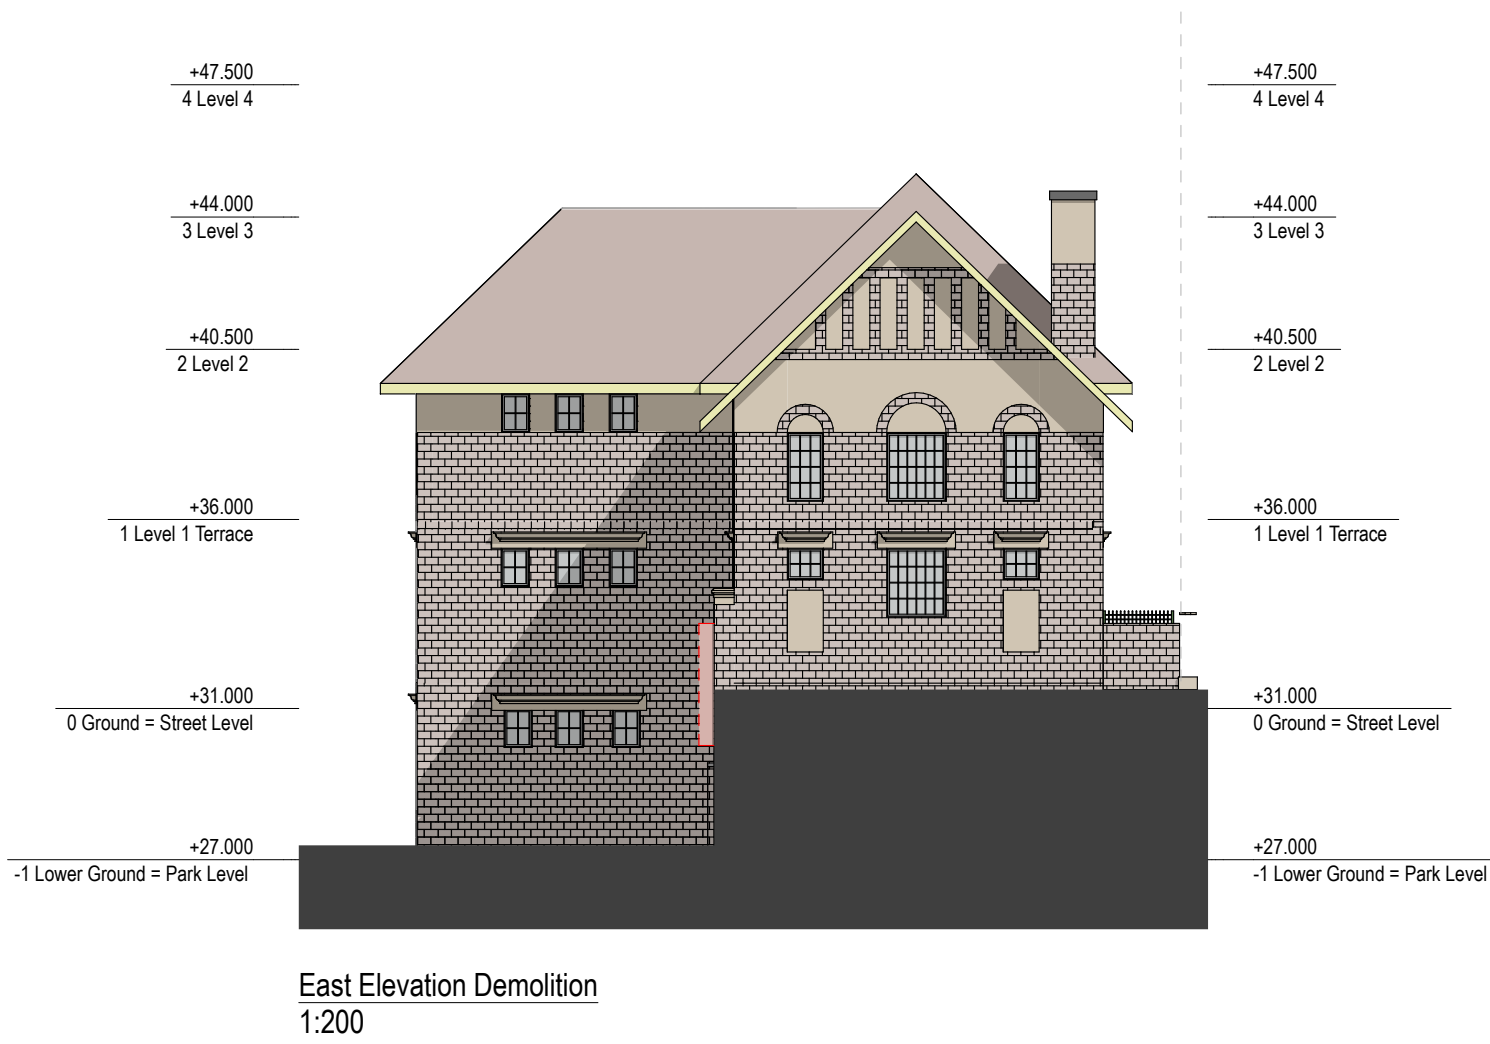 +47.500
4 Level 4
+44.000
3 Level 3
+40.500
2 Level 2
+36.000
1 Level 1 Terrace
+31.000
0 Ground = Street Level
+27.000
-1 Lower Ground = Park Level
+47.500
4 Level 4
+44.000
3 Level 3
+40.500
2 Level 2
+36.000
1 Level 1 Terrace
+31.000
0 Ground = Street Level
+27.000
-1 Lower Ground = Park Level
East Elevation Demolition
1:200